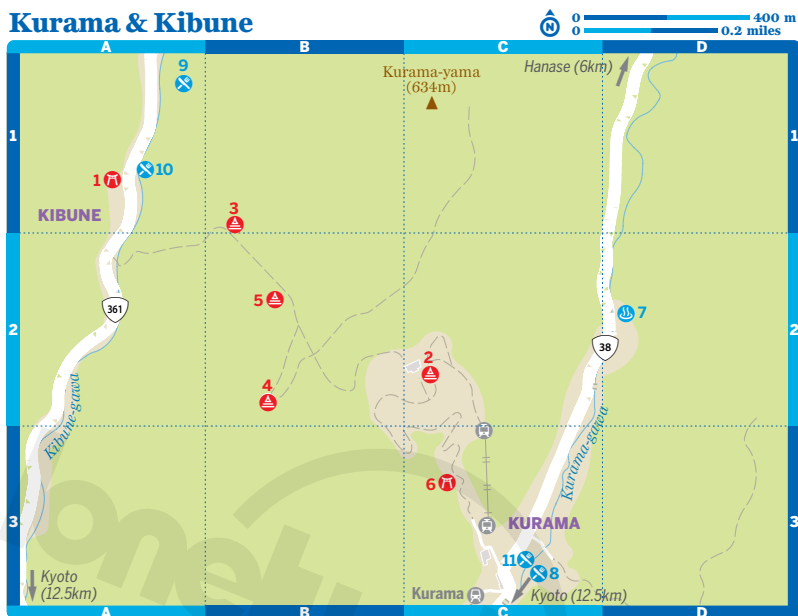 Kurama & Kibune
0 400 m
N
0 0.2 miles
A B C D
9
Kurama-yama
(634m)
Hanase (6km)
1 1
10
1
KIBUNE
3
5
7
361
2 2
38
2
4
Kibune-gawa
Kurama-gawa
6
3 3
KURAMA
11
8
Kyoto
(12.5km)
Kurama
Kyoto (12.5km)
A B C D